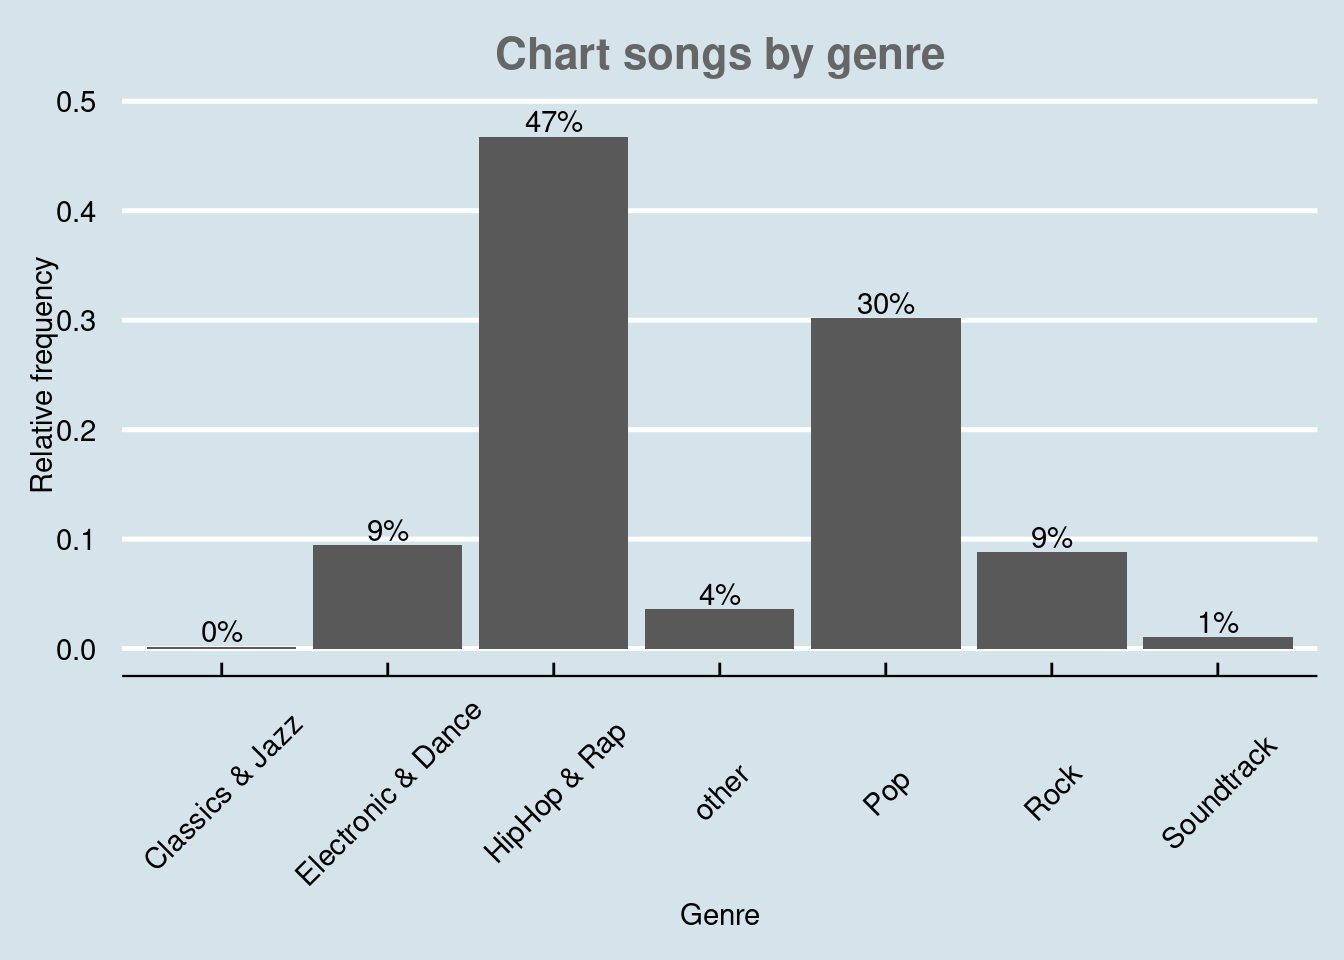 Chart songs by genre
0.5
0.4
0.3
0.2
0.1
0.0
Relative frequency
0%
9%
47%
4%
30%
9%
1%
Classics & Jazz
Electronic & Dance
HipHop & Rap
other
Pop
Rock
Soundtrack
Genre